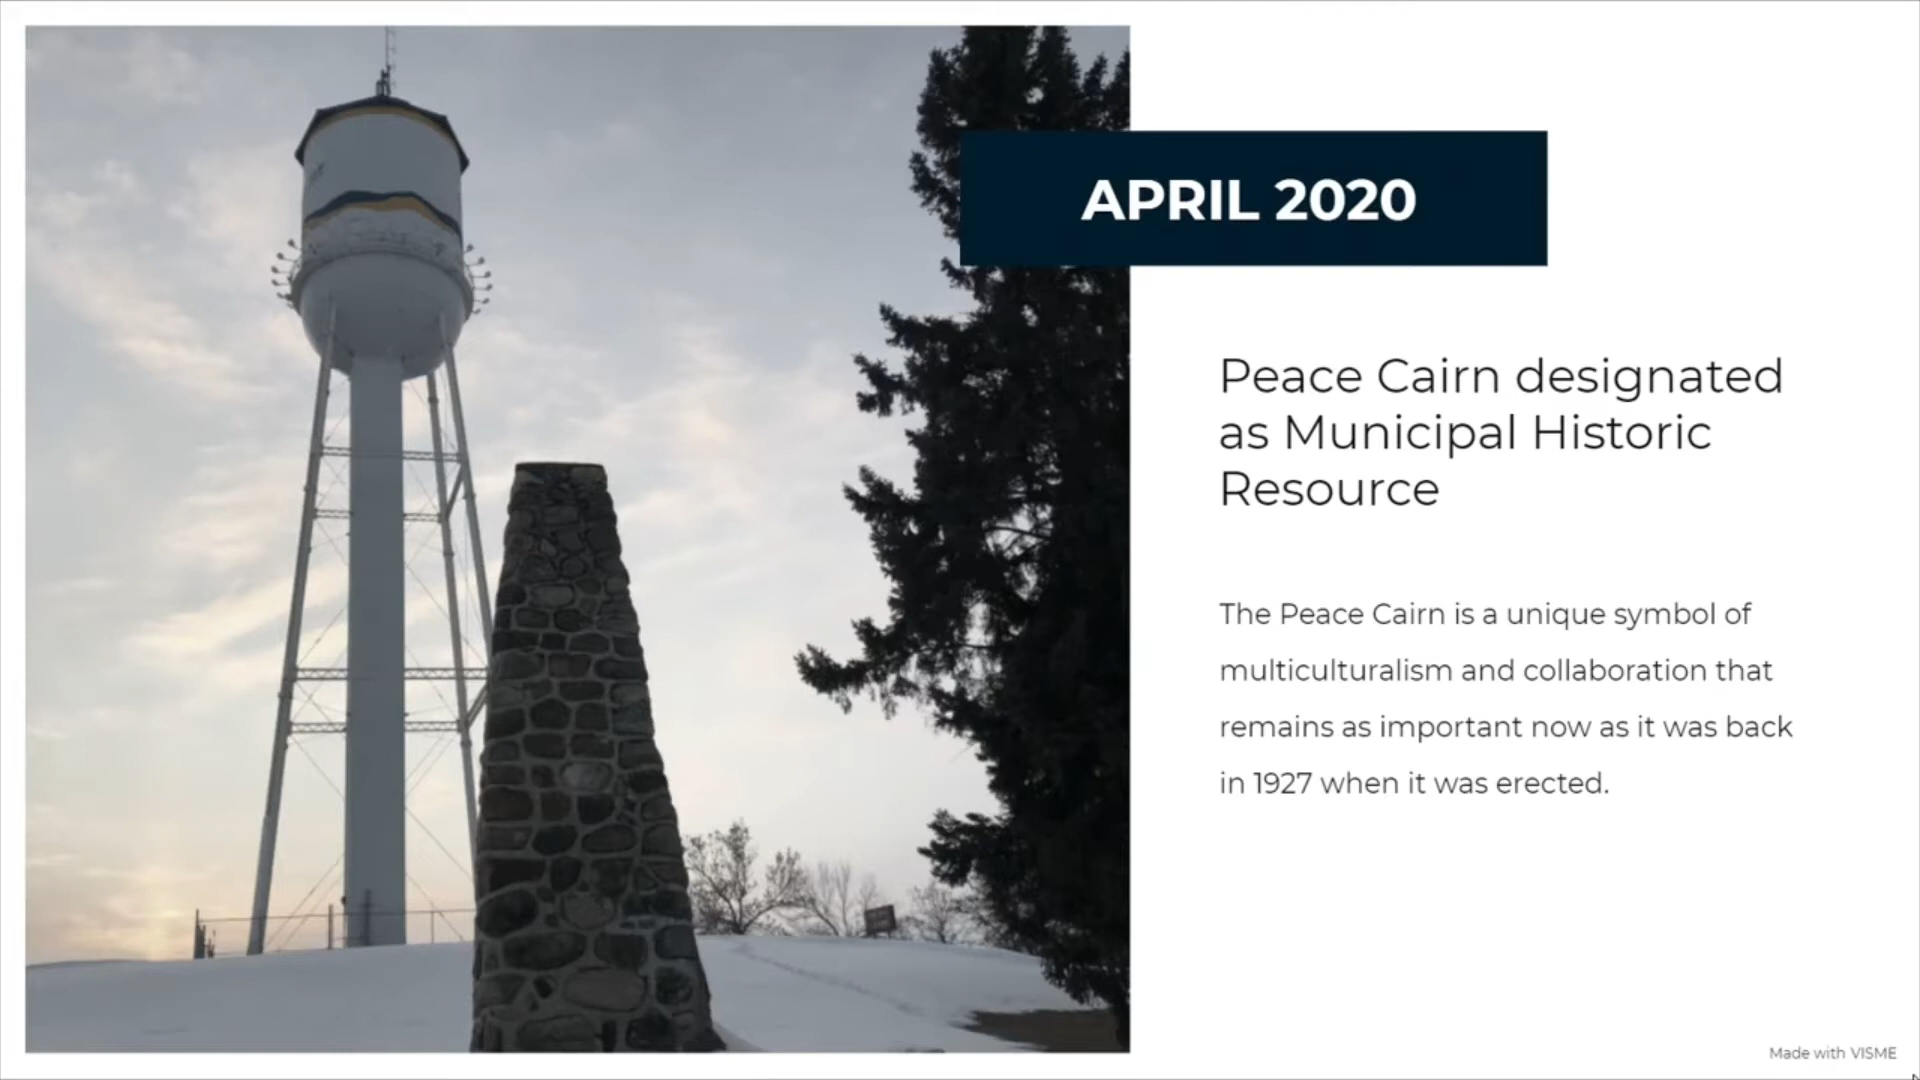 APRIL 2020
Peace Cairn designated
as Municipal Historic
Resource
The Peace Cairn is a unique symbol of
multiculturalism and collaboration that
remains as important now as it was back
in 1927 when it was erected.
Made with VISME